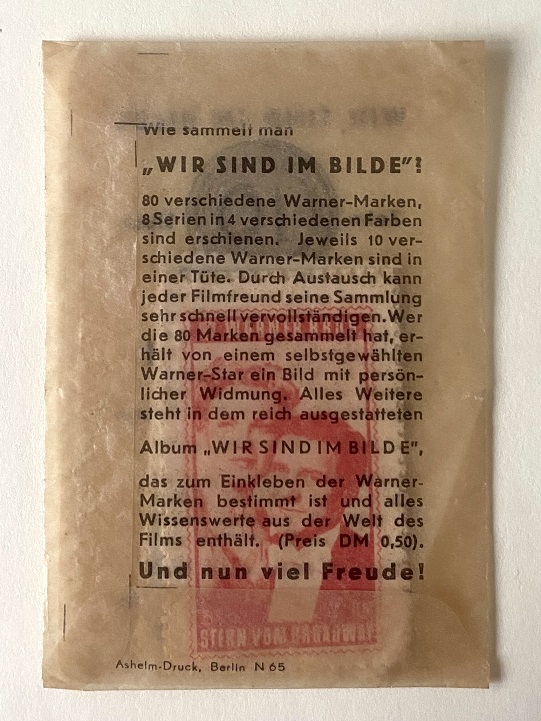 Wie sammelt man
„WIR SIND IM BILDE"?
80 verschiedene Warner-Marken,
8 Serien in 4 verschiedenen Farben
sind erschienen. Jeweils 10 ver-
schiedene Warner-Marken sind in
einer Tüte. Durch Austausch kann
jeder Filmfreund seine Sammlung
sehr schnell vervollständigen. Wer
die 80 Marken gesammelt hat, er-
hält von einem selbstgewählten
Warner-Star ein Bild mit persön-
licher Widmung. Alles Weitere
steht in dem reich ausgestatteten
Album „WIR SIND IM BILDE",
das zum Einkleben der Warner-
Marken bestimmt ist und alles
Wissenswerte aus der Welt des
Films enthält. (Preis DM 0,50).
Und nun viel Freude!
STERN VOM BROADWAY
Ashelm-Druck, Berlin N 65